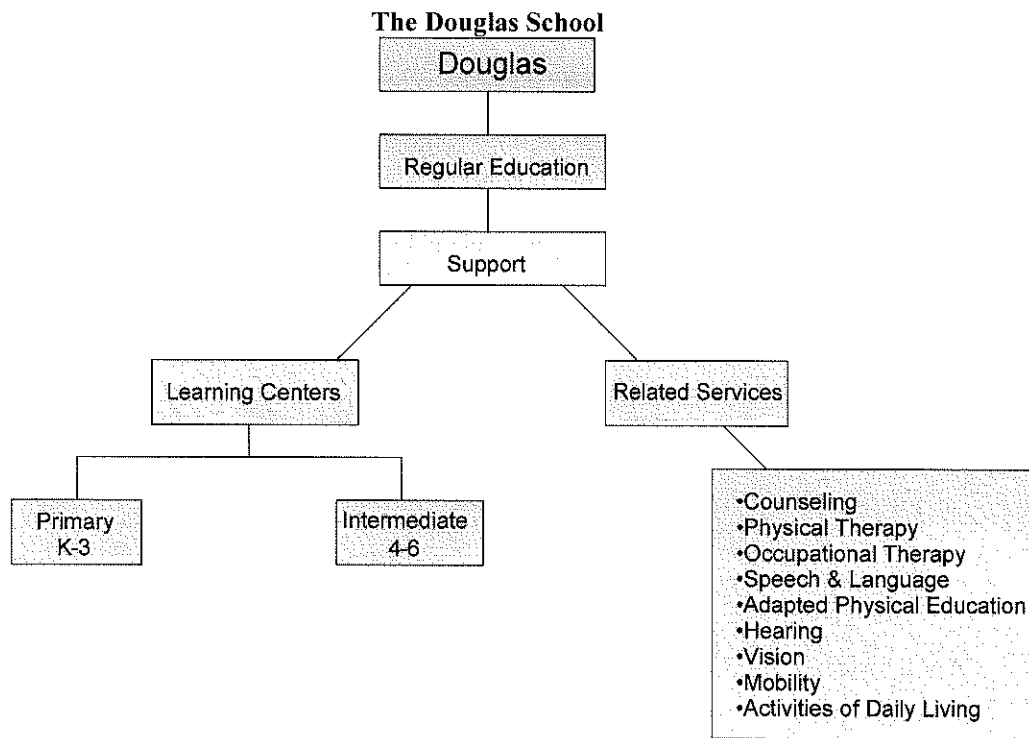 The Douglas School
Douglas
Regular Education
Support
Learning Centers
Related Services
Primary
K-3
Intermediate
4-6
•Counseling
•Physical Therapy
•Occupational Therapy
•Speech & Language
•Adapted Physical Education
•Hearing
•Vision
•Mobility
•Activities of Daily Living